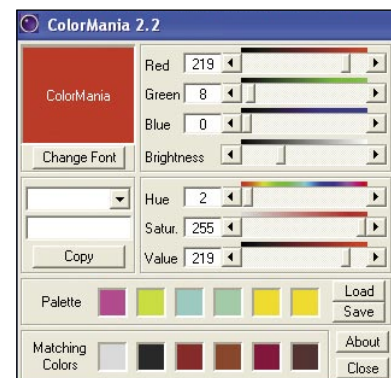 ColorMania 2.2
ColorMania
Change Font
Red 219
Green 8
Blue 0
Brightness
Copy
Hue 2
Satur. 255
Value 219
Palette
Load
Save
Matching
Colors
About
Close